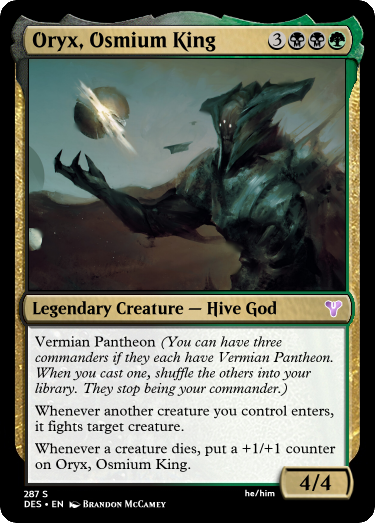 Oryx, Osmium King 3
Legendary Creature — Hive God
Vermian Pantheon (You can have three
commanders if they each have Vermian Pantheon.
When you cast one, shuffle the others into your
library. They stop being your commander.)
Whenever another creature you control enters,
it fights target creature.
Whenever a creature dies, put a +1/+1 counter
on Oryx, Osmium King.
4/4
287 S
he/him
DES • EN Brandon McCamey